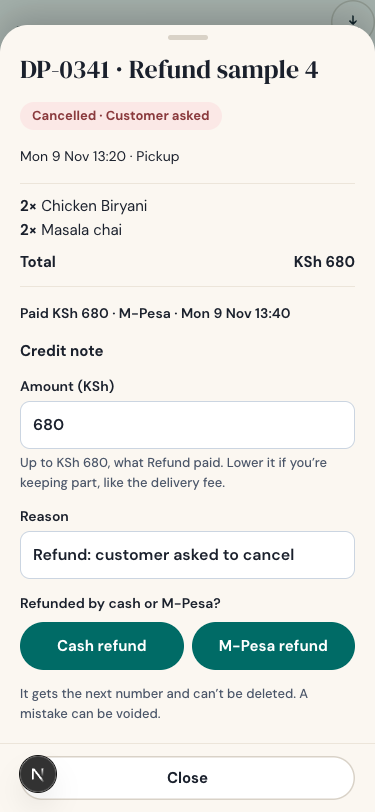 DP-0341 · Refund sample 4
Cancelled · Customer asked
Mon 9 Nov 13:20 · Pickup
2× Chicken Biryani
2× Masala chai
Total KSh 680
Paid KSh 680 · M-Pesa · Mon 9 Nov 13:40
Credit note
Amount (KSh)
680
Up to KSh 680, what Refund paid. Lower it if you’re
keeping part, like the delivery fee.
Reason
Refund: customer asked to cancel
Refunded by cash or M-Pesa?
Cash refund M-Pesa refund
It gets the next number and can’t be deleted. A
mistake can be voided.
N Close